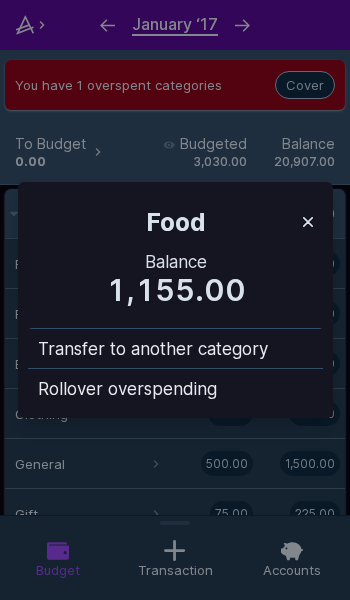 January ‘17
You have 1 overspent categories
Cover
To Budget
Budgeted
Balance
0.00
3,030.00
20,907.00
Food
Balance
1,155.00
Transfer to another category
Rollover overspending
Clothing
General
500.00
1,500.00
Gift
75.00
225.00
Budget
Transaction
Accounts